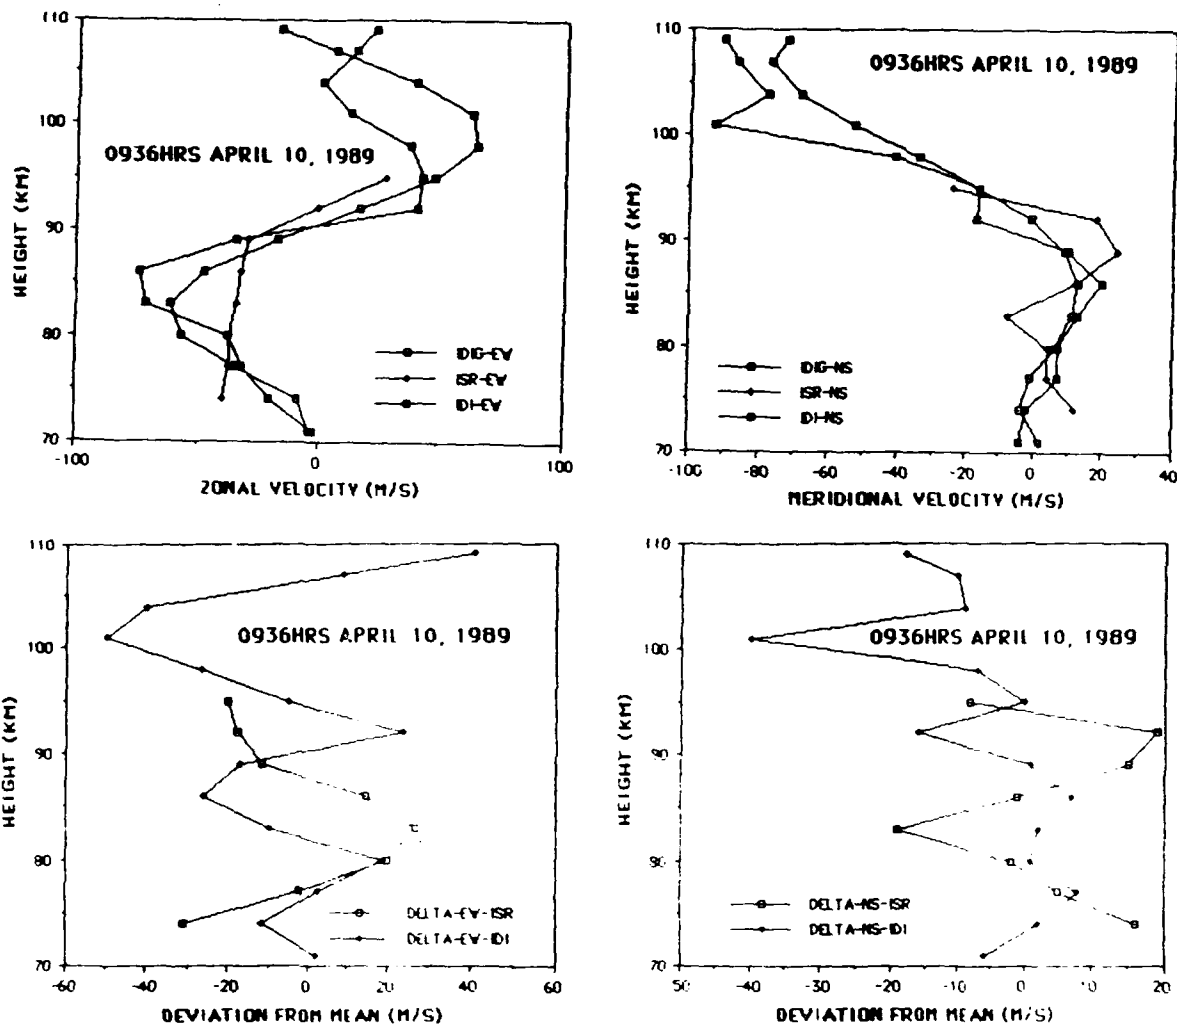 110
100
90
80
70
HEIGHT (KM)
0936HRS APRIL 10, 1989
IDIG-EW
ISR-EW
IDI-EW
-100
0
100
ZONAL VELOCITY (M/S)
110
100
90
80
70
HEIGHT (KM)
0936HRS APRIL 10, 1989
IDIG-NS
ISR-NS
IDI-NS
-100
-80
-60
-40
-20
0
20
40
MERIDIONAL VELOCITY (M/S)
110
100
90
80
70
HEIGHT (KM)
0936HRS APRIL 10, 1989
DELTA-EW-ISR
DELTA-EW-IDI
-60
-40
-20
0
20
40
60
DEVIATION FROM MEAN (M/S)
110
100
90
80
70
HEIGHT (KM)
0936HRS APRIL 10, 1989
DELTA-NS-ISR
DELTA-NS-IDI
50
-40
-30
-20
-10
0
10
20
DEVIATION FROM MEAN (M/S)